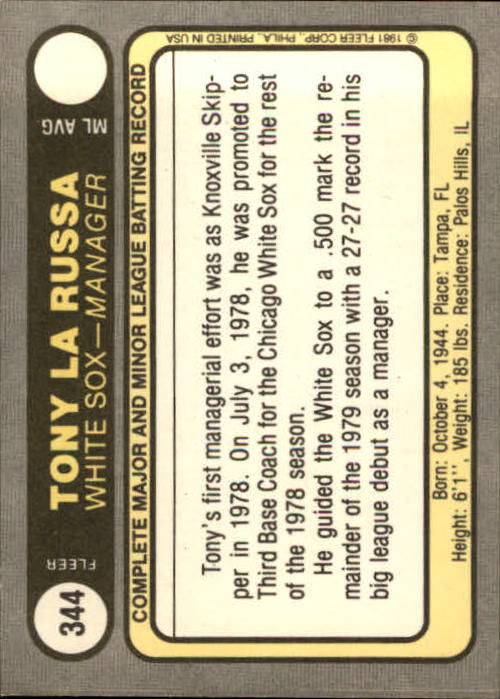 344
FLEER
TONY LA RUSSA
WHITE SOX—MANAGER
ML AVG.
COMPLETE MAJOR AND MINOR LEAGUE BATTING RECORD
Tony's first managerial effort was as Knoxville Skip-
per in 1978. On July 3, 1978, he was promoted to
Third Base Coach for the Chicago White Sox for the rest
of the 1978 season.
He guided the White Sox to a .500 mark the re-
mainder of the 1979 season with a 27-27 record in his
big league debut as a manager.
Born: October 4, 1944. Place: Tampa, FL
Height: 6'1'', Weight: 185 lbs. Residence: Palos Hills, IL
© 1981 FLEER CORP., PHILA., PRINTED IN USA